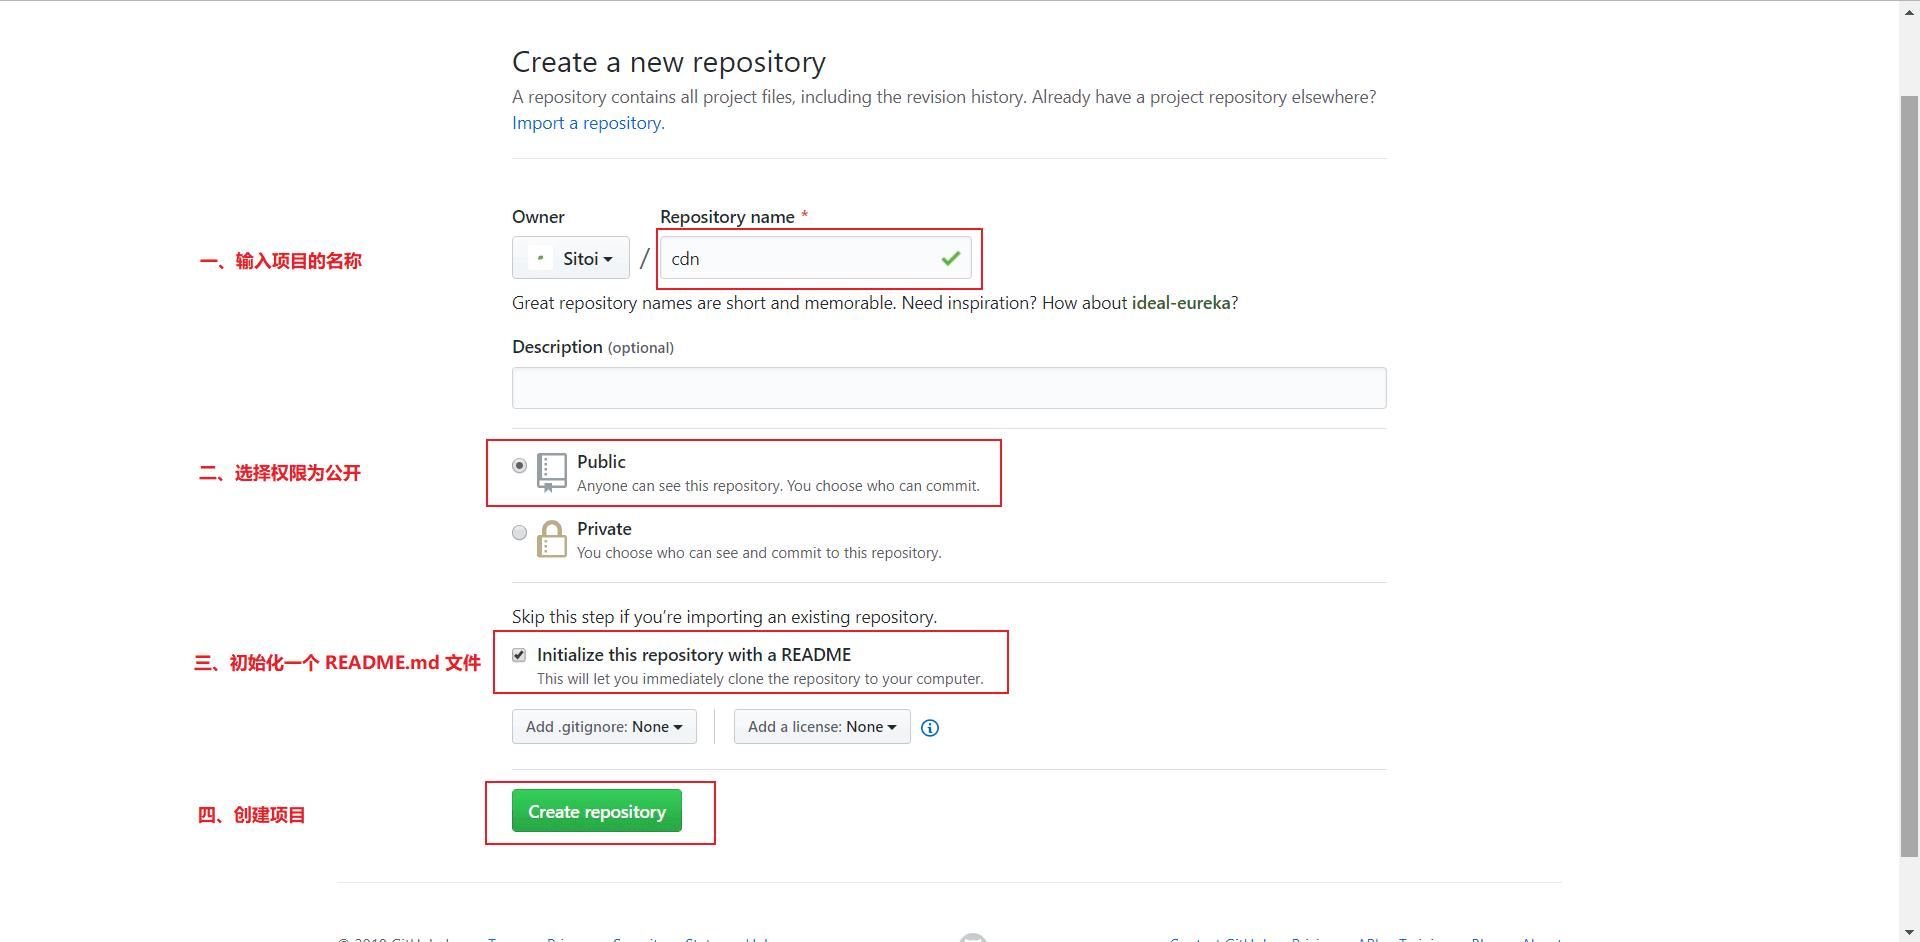 Create a new repository
A repository contains all project files, including the revision history. Already have a project repository elsewhere?
Import a repository.
Owner
Repository name *
一、输入项目的名称
Sitoi
/
cdn
Great repository names are short and memorable. Need inspiration? How about ideal-eureka?
Description (optional)
二、选择权限为公开
Public
Anyone can see this repository. You choose who can commit.
Private
You choose who can see and commit to this repository.
Skip this step if you’re importing an existing repository.
三、初始化一个 README.md 文件
Initialize this repository with a README
This will let you immediately clone the repository to your computer.
Add .gitignore: None
Add a license: None
四、创建项目
Create repository